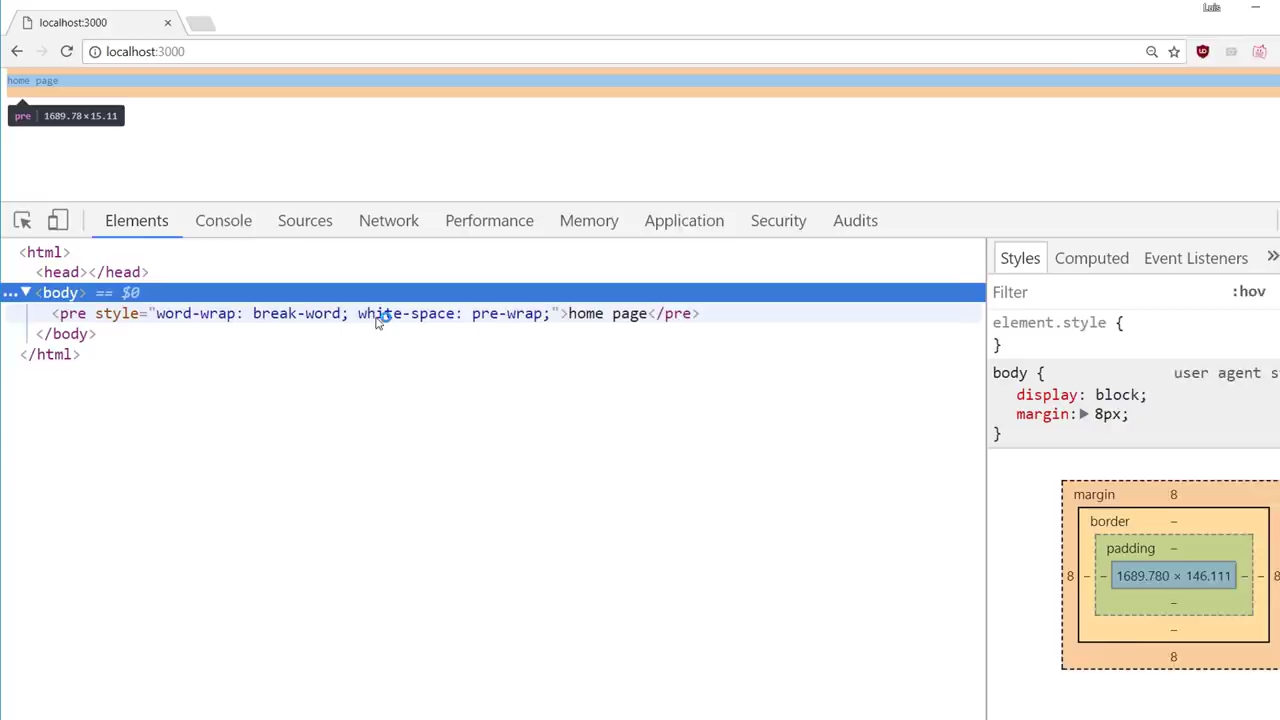 Luis
localhost:3000
localhost:3000
home page
pre 1689.78×15.11
Elements Console Sources Network Performance Memory Application Security Audits
<html>
<head></head>
<body> == $0
<pre style="word-wrap: break-word; white-space: pre-wrap;">home page</pre>
</body>
</html>
Styles Computed Event Listeners »
Filter :hov
element.style {
}
body { user agent s
display: block;
margin: 8px;
}
margin 8
border –
padding –
8 – – 1689.780 × 146.111 – – 8
–
–
8